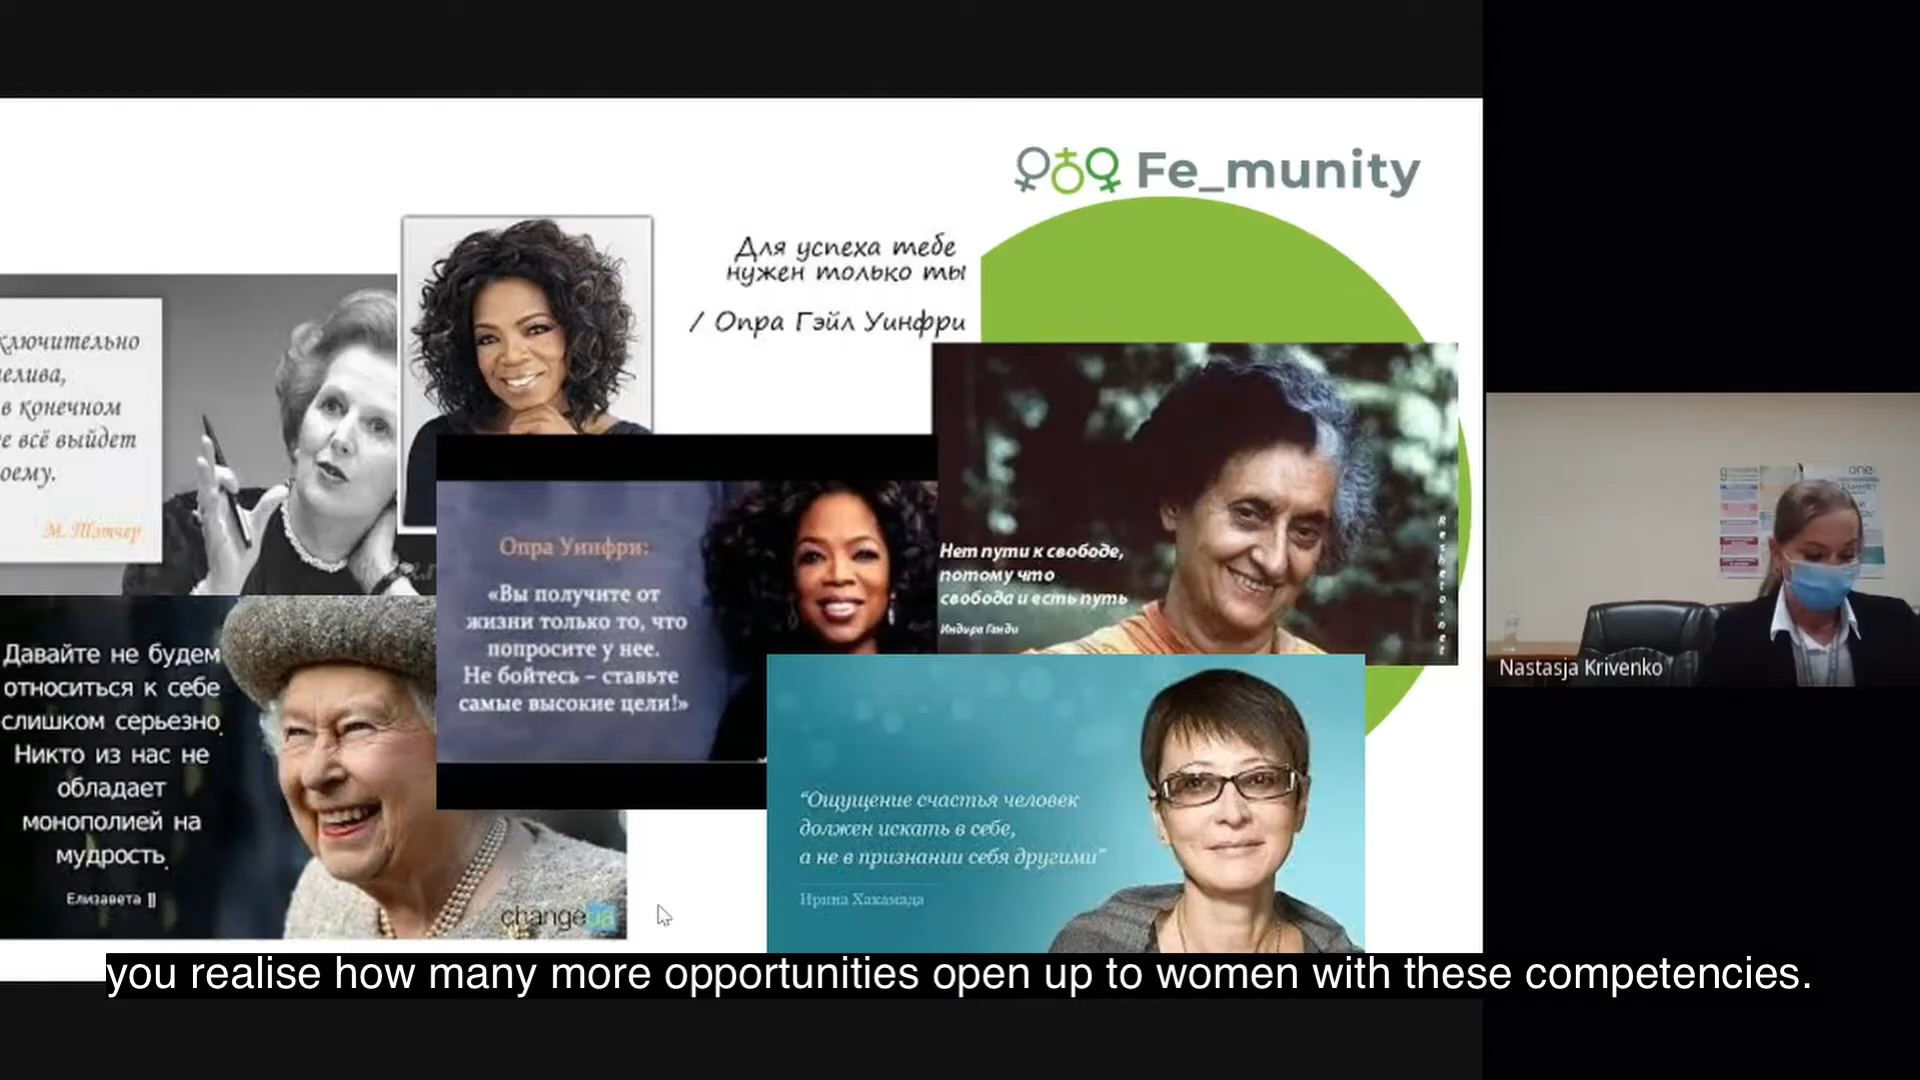 Fe_munity
Для успеха тебе
нужен только ты
/ Опра Гэйл Уинфри
ключительно
елива,
в конечном
е всё выйдет
оему.
М. Тэтчер
Опра Уинфри:
«Вы получите от
жизни только то, что
попросите у нее.
Не бойтесь – ставьте
самые высокие цели!»
Нет пути к свободе,
потому что
свобода и есть путь
Индира Ганди
Resheto.net
Давайте не будем
относиться к себе
слишком серьезно.
Никто из нас не
обладает
монополией на
мудрость.
Елизавета II
changeua
“Ощущение счастья человек
должен искать в себе,
а не в признании себя другими”
Ирина Хакамада
one
Nastasja Krivenko
you realise how many more opportunities open up to women with these competencies.